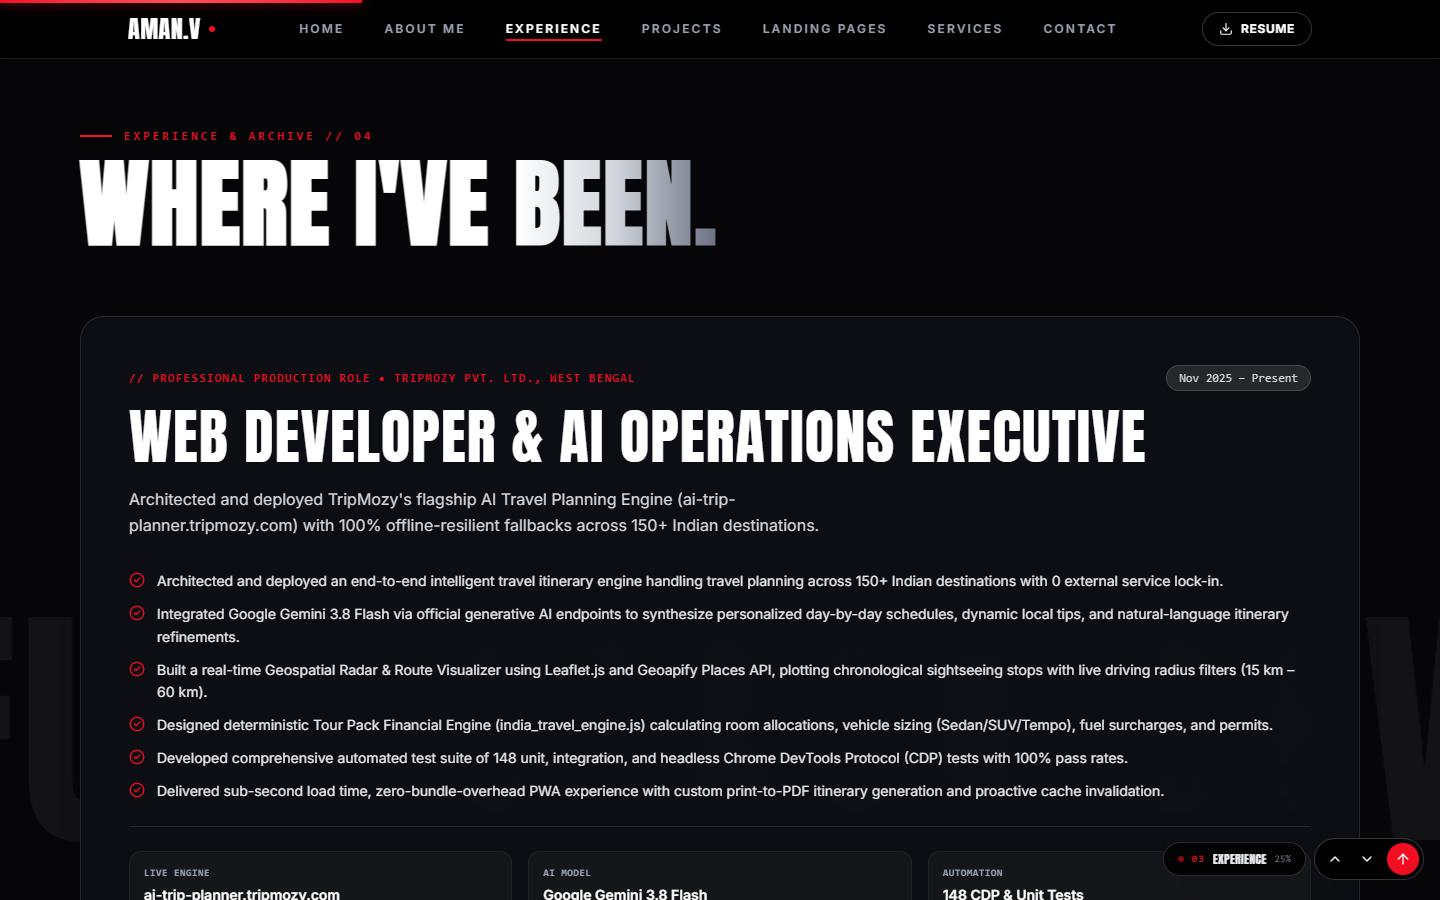 AMAN.V
HOME ABOUT ME EXPERIENCE PROJECTS LANDING PAGES SERVICES CONTACT
RESUME
EXPERIENCE & ARCHIVE // 04
WHERE I'VE BEEN.
// PROFESSIONAL PRODUCTION ROLE • TRIPMOZY PVT. LTD., WEST BENGAL
Nov 2025 – Present
WEB DEVELOPER & AI OPERATIONS EXECUTIVE
Architected and deployed TripMozy's flagship AI Travel Planning Engine (ai-trip-
planner.tripmozy.com) with 100% offline-resilient fallbacks across 150+ Indian destinations.
Architected and deployed an end-to-end intelligent travel itinerary engine handling travel planning across 150+ Indian destinations with 0 external service lock-in.
Integrated Google Gemini 3.8 Flash via official generative AI endpoints to synthesize personalized day-by-day schedules, dynamic local tips, and natural-language itinerary
refinements.
Built a real-time Geospatial Radar & Route Visualizer using Leaflet.js and Geoapify Places API, plotting chronological sightseeing stops with live driving radius filters (15 km –
60 km).
Designed deterministic Tour Pack Financial Engine (india_travel_engine.js) calculating room allocations, vehicle sizing (Sedan/SUV/Tempo), fuel surcharges, and permits.
Developed comprehensive automated test suite of 148 unit, integration, and headless Chrome DevTools Protocol (CDP) tests with 100% pass rates.
Delivered sub-second load time, zero-bundle-overhead PWA experience with custom print-to-PDF itinerary generation and proactive cache invalidation.
LIVE ENGINE
ai-trip-planner.tripmozy.com
AI MODEL
Google Gemini 3.8 Flash
AUTOMATION
148 CDP & Unit Tests
03 EXPERIENCE 25%